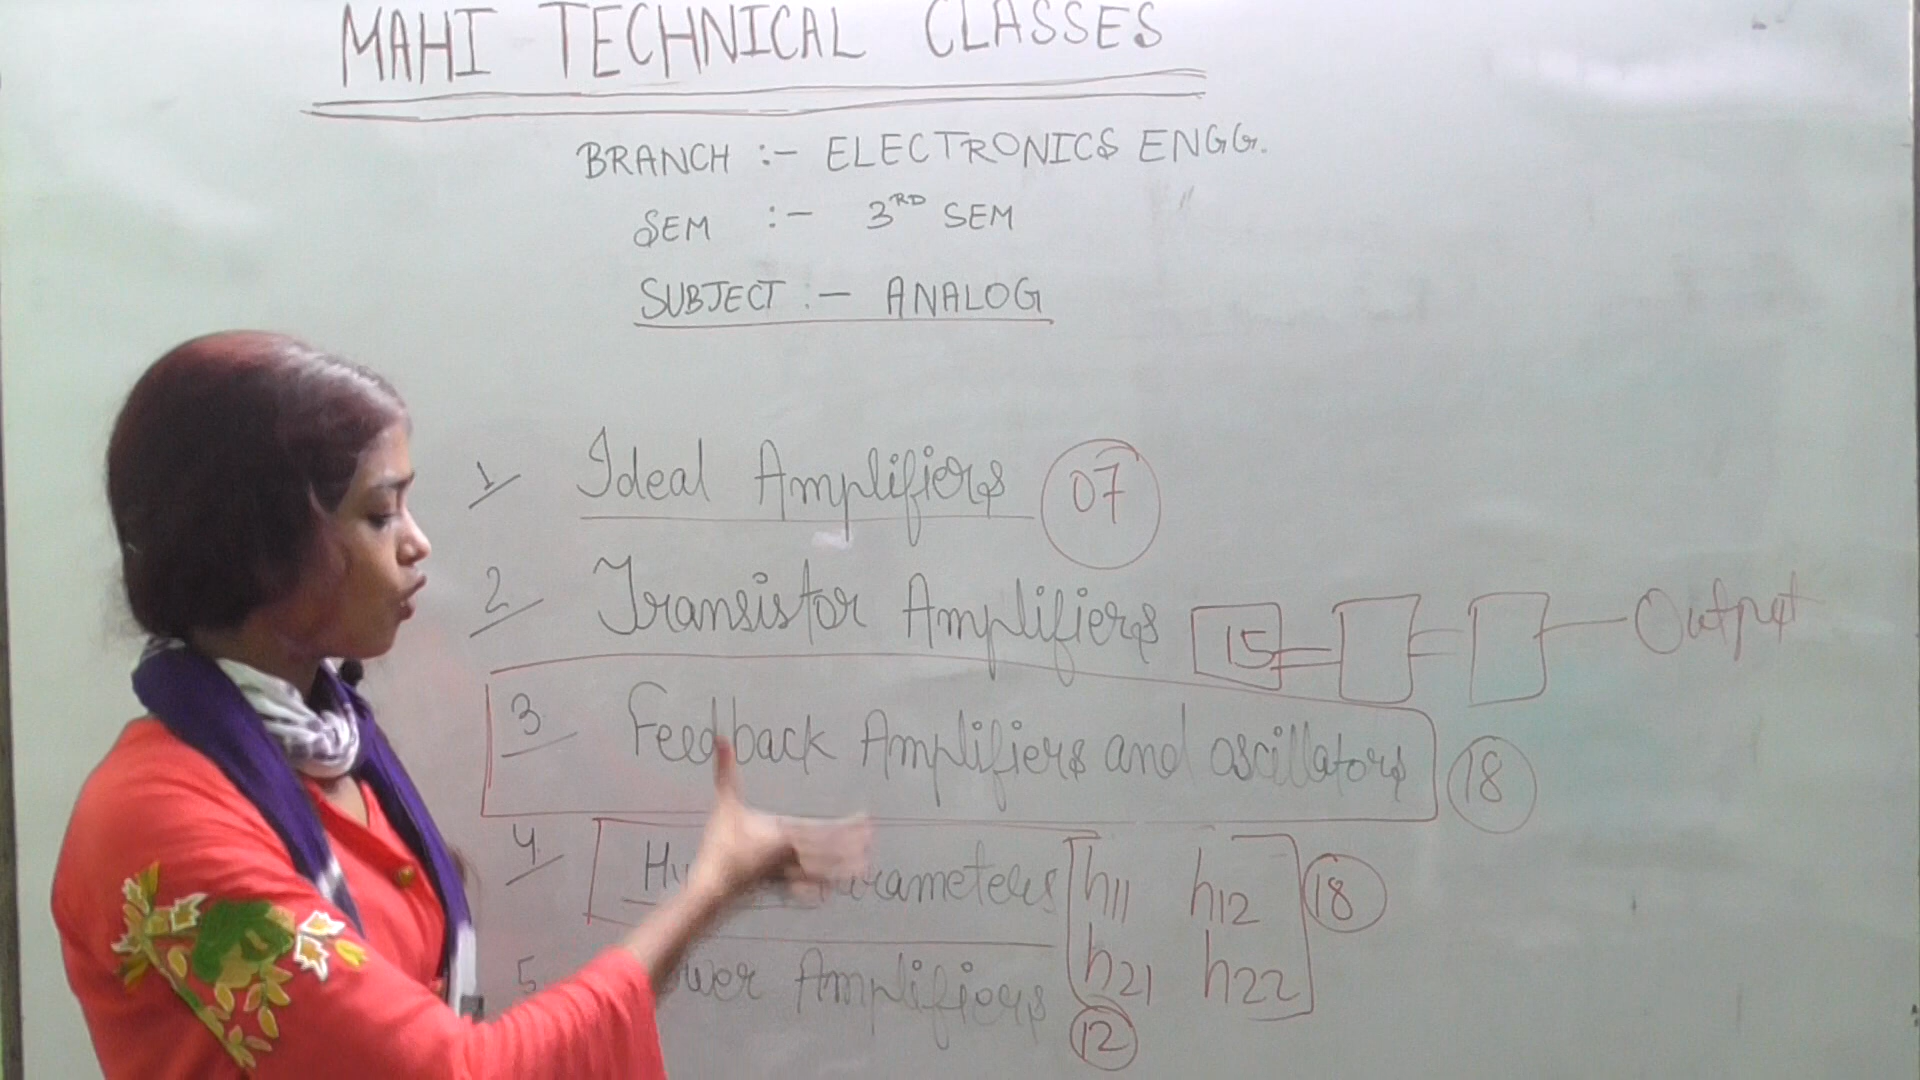 MAHI TECHNICAL CLASSES
BRANCH :- ELECTRONICS ENGG.
SEM :- 3RD SEM
SUBJECT :- ANALOG
1 Ideal Amplifiers 07
2 Transistor Amplifiers 15 Output
3 Feedback Amplifiers and oscillators 18
4 Parameters h11 h12 18
h21 h22
5 Amplifiers 12